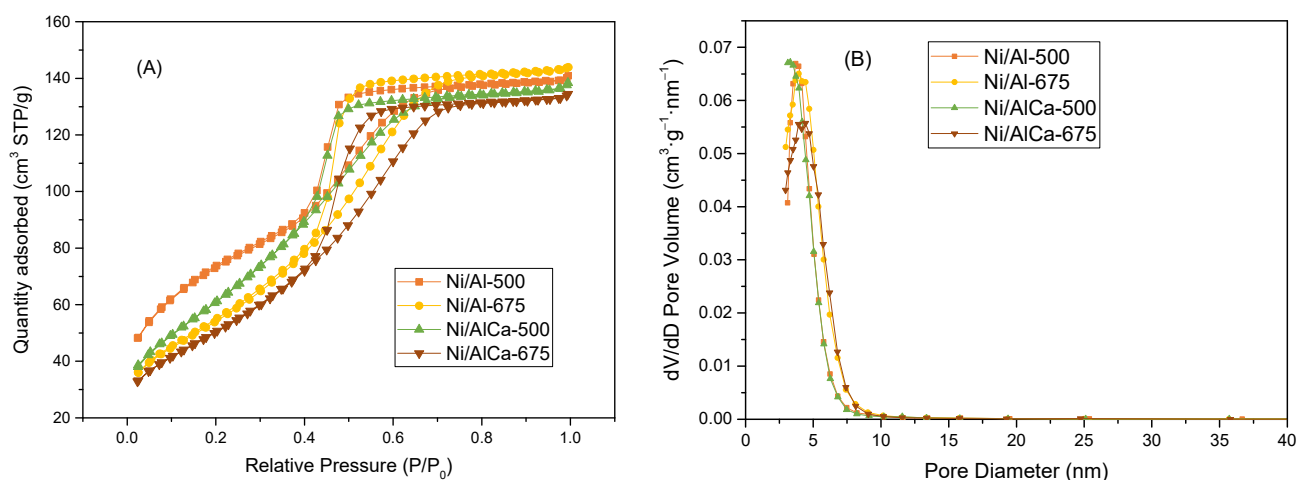 (A)
Quantity adsorbed (cm³ STP/g)
160
140
120
100
80
60
40
20
0.0
0.2
0.4
0.6
0.8
1.0
Relative Pressure (P/P₀)
Ni/Al-500
Ni/Al-675
Ni/AlCa-500
Ni/AlCa-675
(B)
dV/dD Pore Volume (cm³·g⁻¹·nm⁻¹)
0.07
0.06
0.05
0.04
0.03
0.02
0.01
0.00
0
5
10
15
20
25
30
35
40
Pore Diameter (nm)
Ni/Al-500
Ni/Al-675
Ni/AlCa-500
Ni/AlCa-675